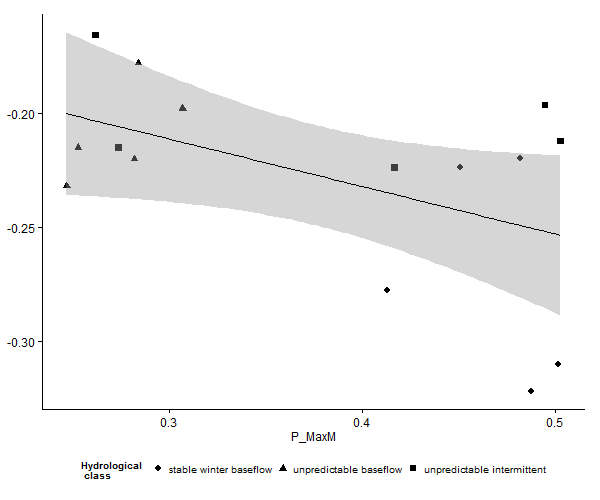 -0.20
-0.25
-0.30
0.3 0.4 0.5
P_MaxM
Hydrological
class
stable winter baseflow unpredictable baseflow unpredictable intermittent